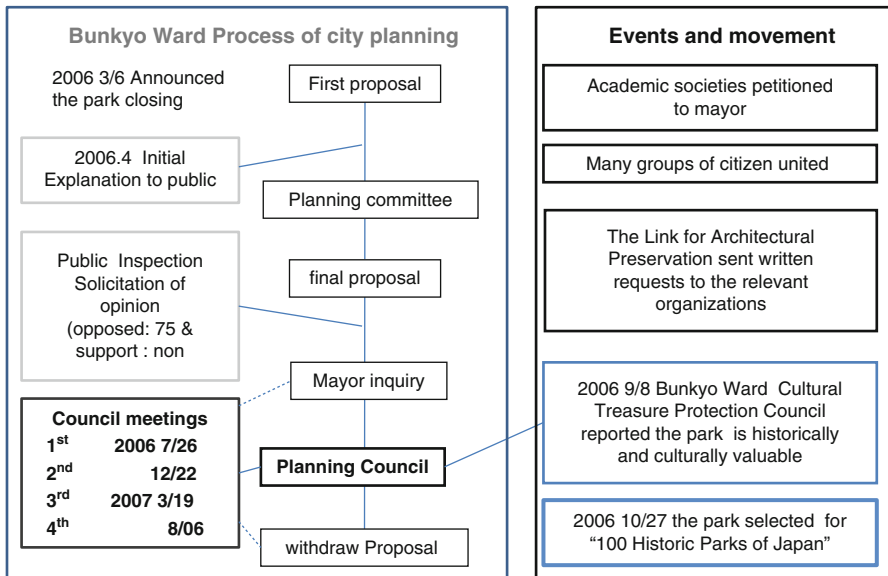 Bunkyo Ward Process of city planning
2006 3/6 Announced
the park closing
First proposal
2006.4 Initial
Explanation to public
Planning committee
Public Inspection
Solicitation of
opinion
(opposed: 75 &
support : non
final proposal
Mayor inquiry
Council meetings
1st 2006 7/26
2nd 12/22
3rd 2007 3/19
4th 8/06
Planning Council
withdraw Proposal
Events and movement
Academic societies petitioned
to mayor
Many groups of citizen united
The Link for Architectural
Preservation sent written
requests to the relevant
organizations
2006 9/8 Bunkyo Ward Cultural
Treasure Protection Council
reported the park is historically
and culturally valuable
2006 10/27 the park selected for
“100 Historic Parks of Japan”